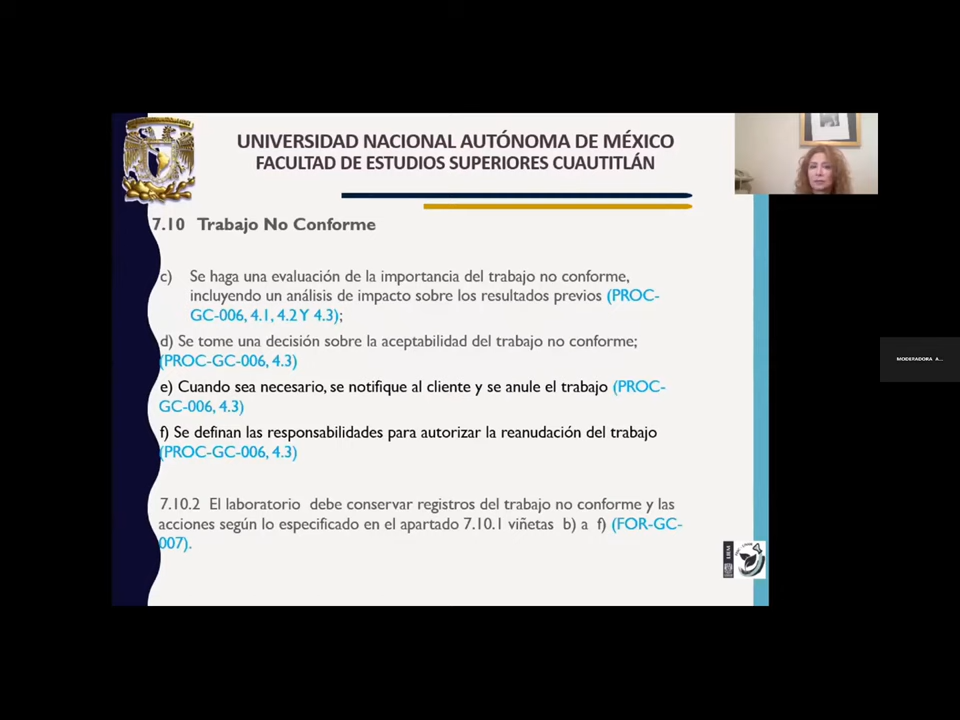 UNIVERSIDAD NACIONAL AUTÓNOMA DE MÉXICO
FACULTAD DE ESTUDIOS SUPERIORES CUAUTITLÁN
7.10 Trabajo No Conforme
c) Se haga una evaluación de la importancia del trabajo no conforme,
incluyendo un análisis de impacto sobre los resultados previos (PROC-
GC-006, 4.1, 4.2 Y 4.3);
d) Se tome una decisión sobre la aceptabilidad del trabajo no conforme;
(PROC-GC-006, 4.3)
e) Cuando sea necesario, se notifique al cliente y se anule el trabajo (PROC-
GC-006, 4.3)
f) Se definan las responsabilidades para autorizar la reanudación del trabajo
(PROC-GC-006, 4.3)
7.10.2 El laboratorio debe conservar registros del trabajo no conforme y las
acciones según lo especificado en el apartado 7.10.1 viñetas b) a f) (FOR-GC-
007).
MODERADORA A...